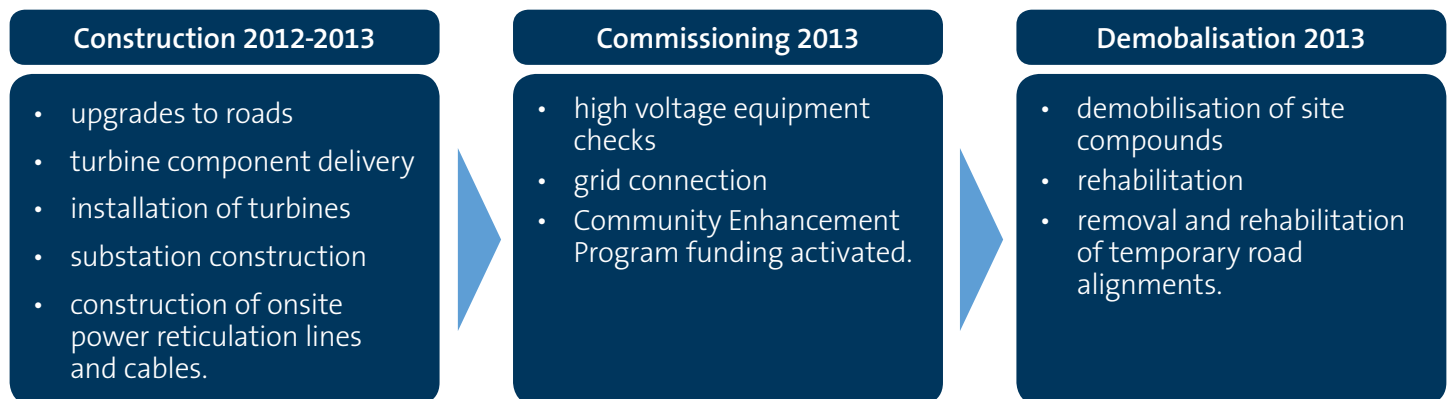 Construction 2012-2013
• upgrades to roads
• turbine component delivery
• installation of turbines
• substation construction
• construction of onsite
power reticulation lines
and cables.
Commissioning 2013
• high voltage equipment
checks
• grid connection
• Community Enhancement
Program funding activated.
Demobalisation 2013
• demobilisation of site
compounds
• rehabilitation
• removal and rehabilitation
of temporary road
alignments.